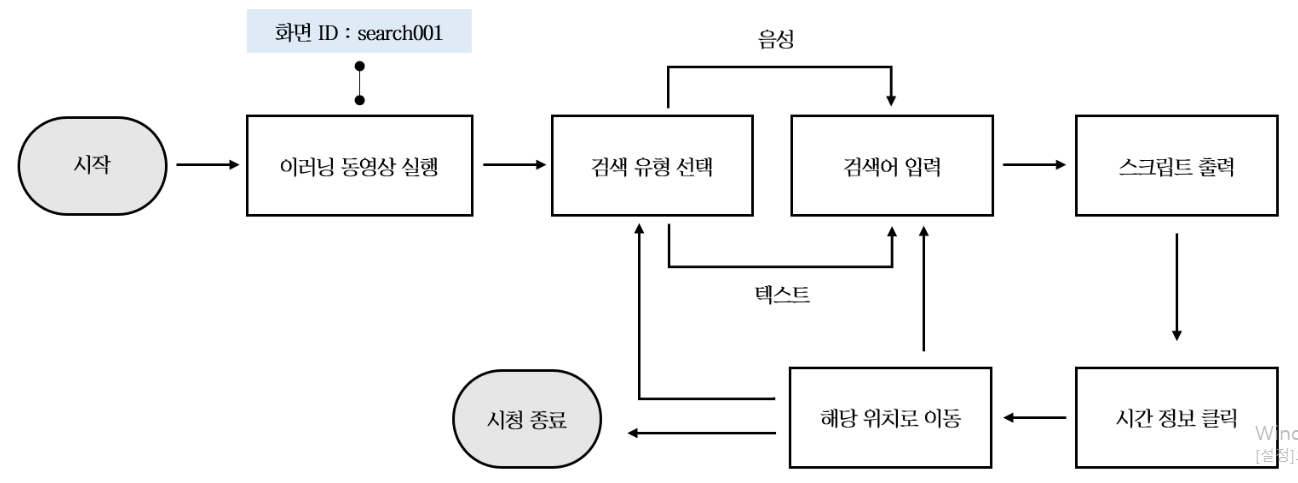 화면 ID : search001
음성
시작
이러닝 동영상 실행
검색 유형 선택
검색어 입력
스크립트 출력
텍스트
시청 종료
해당 위치로 이동
시간 정보 클릭
[설정]